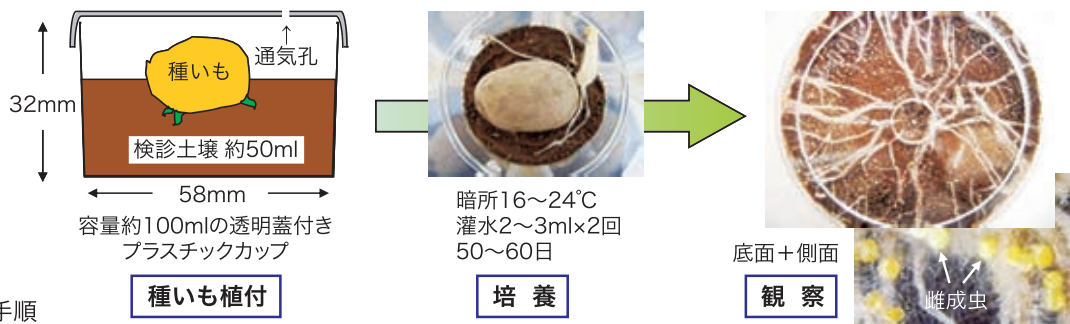 通気孔
種いも
32mm
検診土壌 約50ml
58mm
容量約100mlの透明蓋付き
プラスチックカップ
種いも植付
暗所16～24℃
灌水2～3ml×2回
50～60日
培 養
底面＋側面
観 察
雌成虫
手順